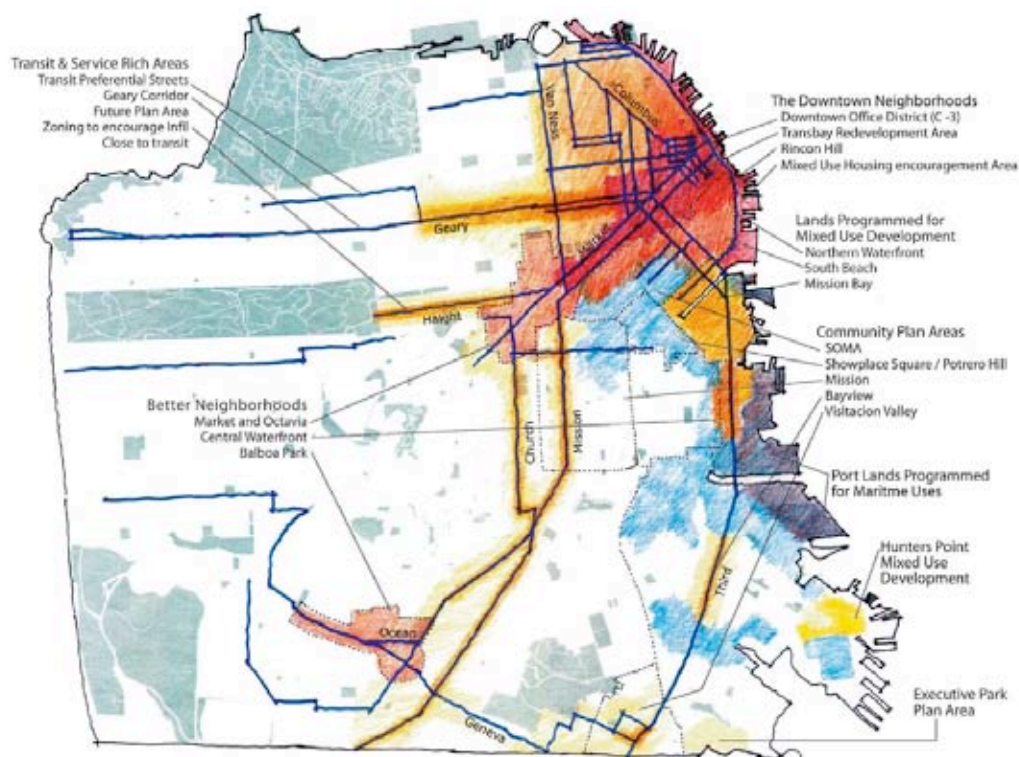 Transit & Service Rich Areas
Transit Preferential Streets
Geary Corridor
Future Plan Area
Zoning to encourage Infill
Close to transit
Van Ness
Columbus
The Downtown Neighborhoods
Downtown Office District (C -3)
Transbay Redevelopment Area
Rincon Hill
Mixed Use Housing encouragement Area
Geary
Market
Lands Programmed for
Mixed Use Development
Northern Waterfront
South Beach
Mission Bay
Haight
Community Plan Areas
SOMA
Showplace Square / Potrero Hill
Mission
Bayview
Visitacion Valley
Better Neighborhoods
Market and Octavia
Central Waterfront
Balboa Park
Church
Mission
Port Lands Programmed
for Maritme Uses
Hunters Point
Mixed Use
Development
Third
Ocean
Geneva
Executive Park
Plan Area